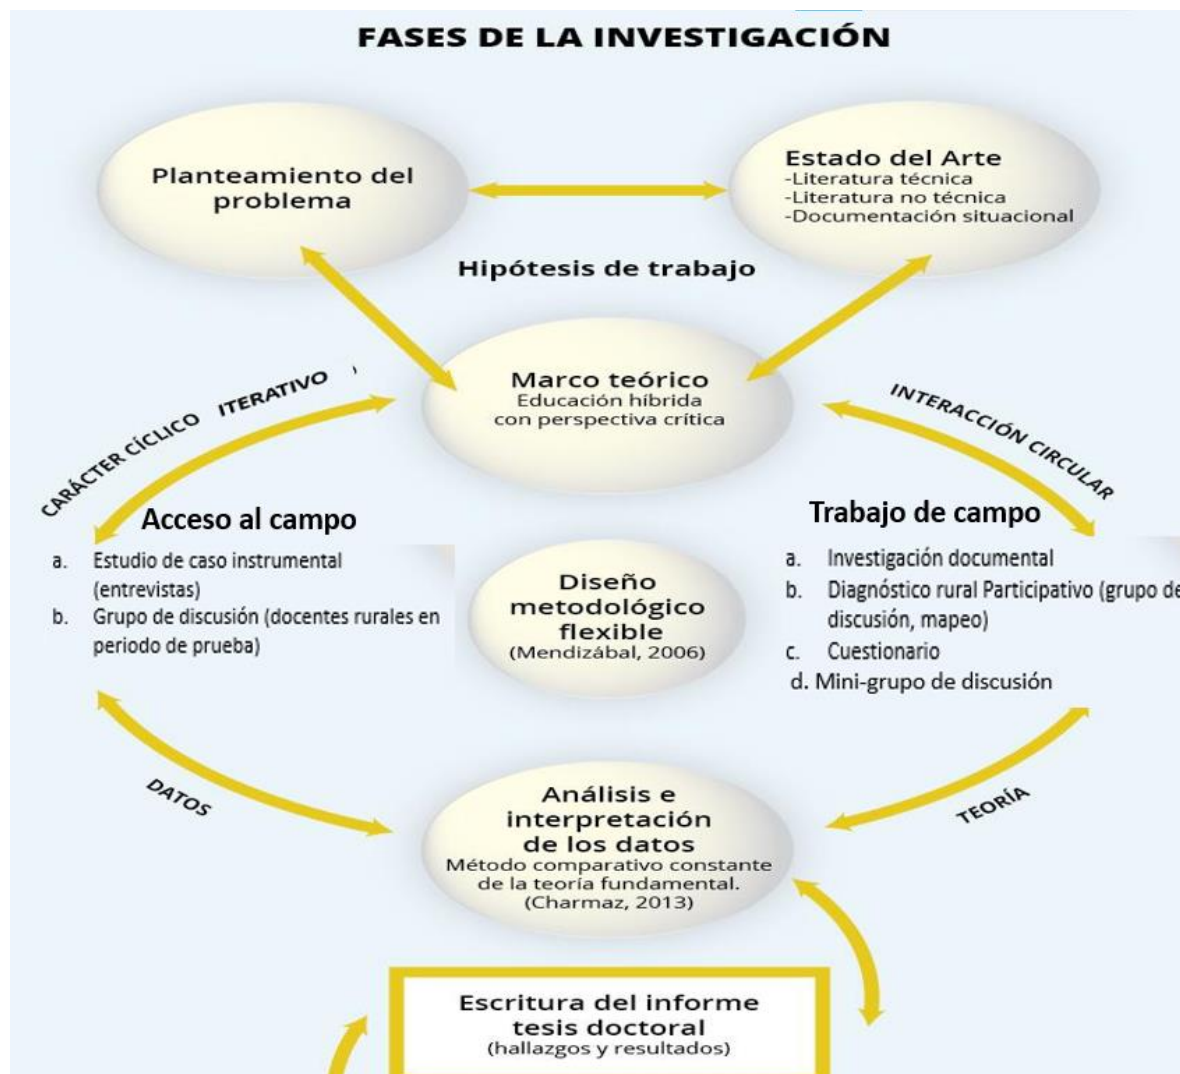 FASES DE LA INVESTIGACIÓN
Planteamiento del
problema
Estado del Arte
-Literatura técnica
-Literatura no técnica
-Documentación situacional
Hipótesis de trabajo
Marco teórico
Educación híbrida
con perspectiva crítica
CARÁCTER CÍCLICO ITERATIVO
INTERACCIÓN CIRCULAR
Acceso al campo
a. Estudio de caso instrumental
(entrevistas)
b. Grupo de discusión (docentes rurales en
periodo de prueba)
Diseño
metodológico
flexible
(Mendizábal, 2006)
Trabajo de campo
a. Investigación documental
b. Diagnóstico rural Participativo (grupo de
discusión, mapeo)
c. Cuestionario
d. Mini-grupo de discusión
DATOS
TEORÍA
Análisis e
interpretación
de los datos
Método comparativo constante
de la teoría fundamental.
(Charmaz, 2013)
Escritura del informe
tesis doctoral
(hallazgos y resultados)